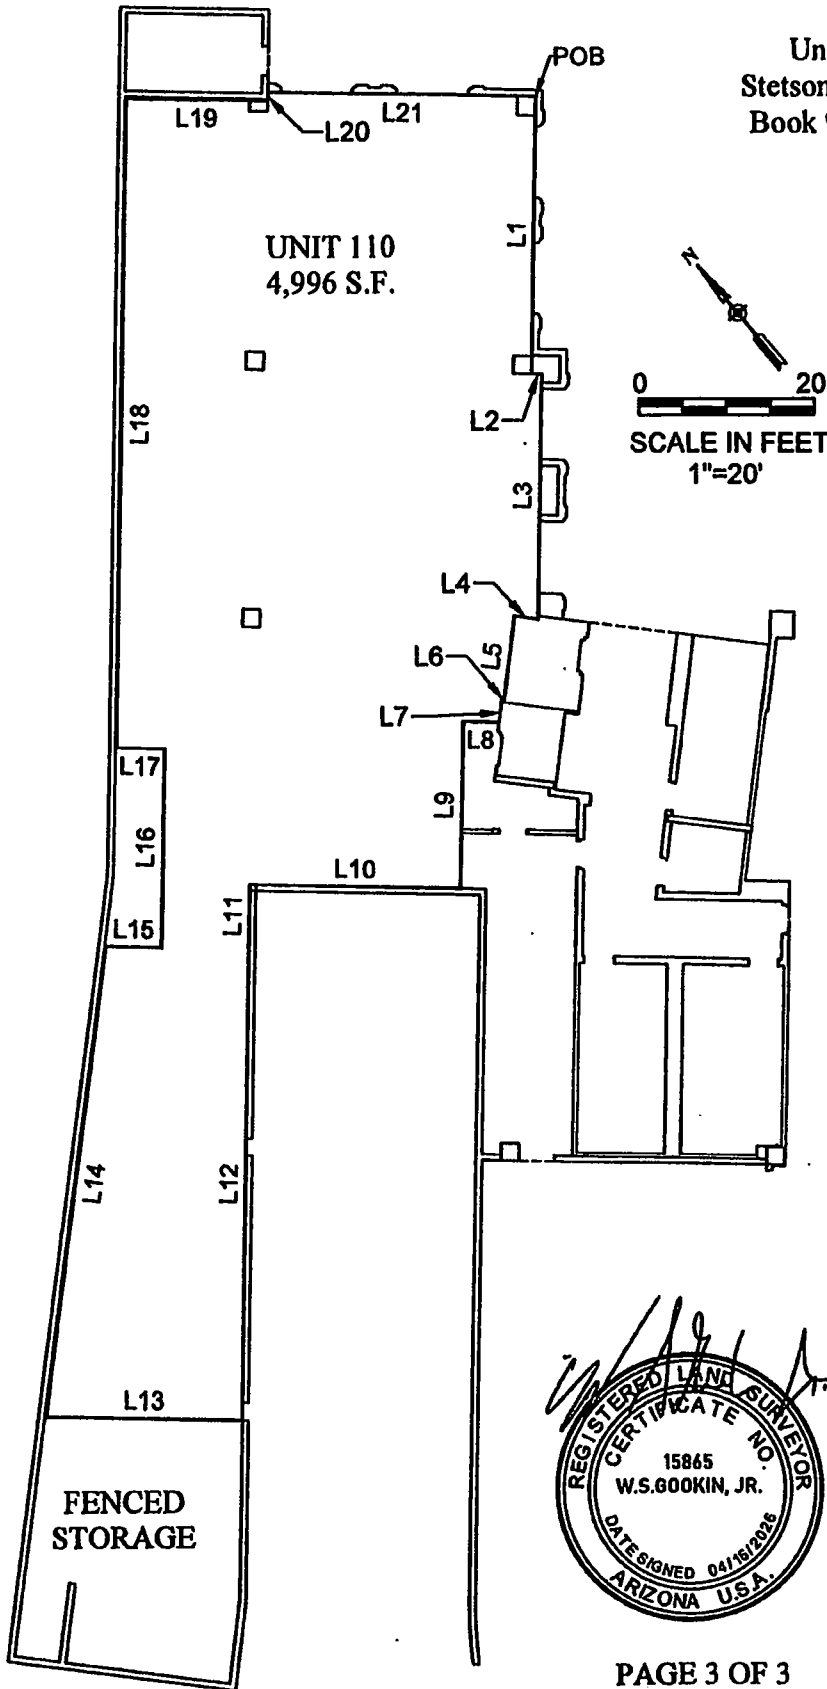 Un
Stetson
Book
POB
L19
L20
L21
UNIT 110
4,996 S.F.
L1
N
0 20
SCALE IN FEET
1"=20'
L2
L18
L3
L4
L5
L6
L7
L8
L17
L9
L16
L10
L11
L15
L14
L12
L13
FENCED
STORAGE
REGISTERED LAND SURVEYOR
CERTIFICATE NO.
15865
W.S.GOOKIN, JR.
DATE SIGNED 04/16/2026
ARIZONA U.S.A.
PAGE 3 OF 3